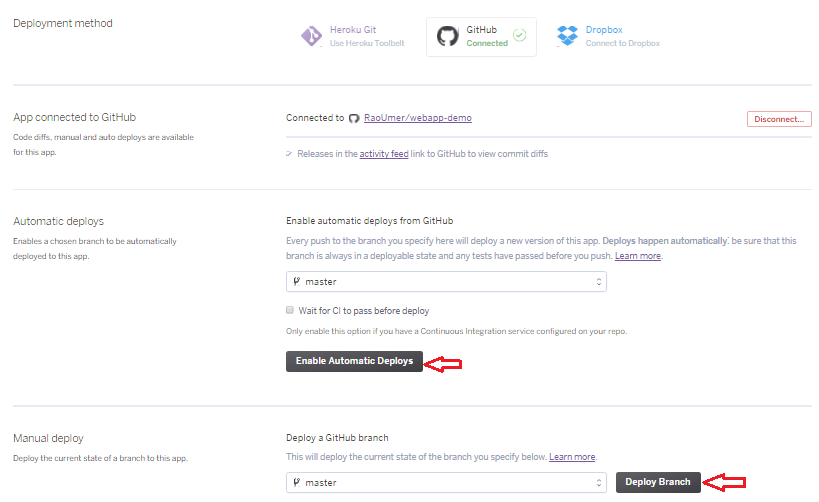 Deployment method
Heroku Git
Use Heroku Toolbelt
GitHub
Connected
Dropbox
Connect to Dropbox
App connected to GitHub
Code diffs, manual and auto deploys are available
for this app.
Connected to RaoUmer/webapp-demo
Disconnect...
Releases in the activity feed link to GitHub to view commit diffs
Automatic deploys
Enables a chosen branch to be automatically
deployed to this app.
Enable automatic deploys from GitHub
Every push to the branch you specify here will deploy a new version of this app. Deploys happen automatically: be sure that this
branch is always in a deployable state and any tests have passed before you push. Learn more.
master
Wait for CI to pass before deploy
Only enable this option if you have a Continuous Integration service configured on your repo.
Enable Automatic Deploys
Manual deploy
Deploy the current state of a branch to this app.
Deploy a GitHub branch
This will deploy the current state of the branch you specify below. Learn more.
master
Deploy Branch